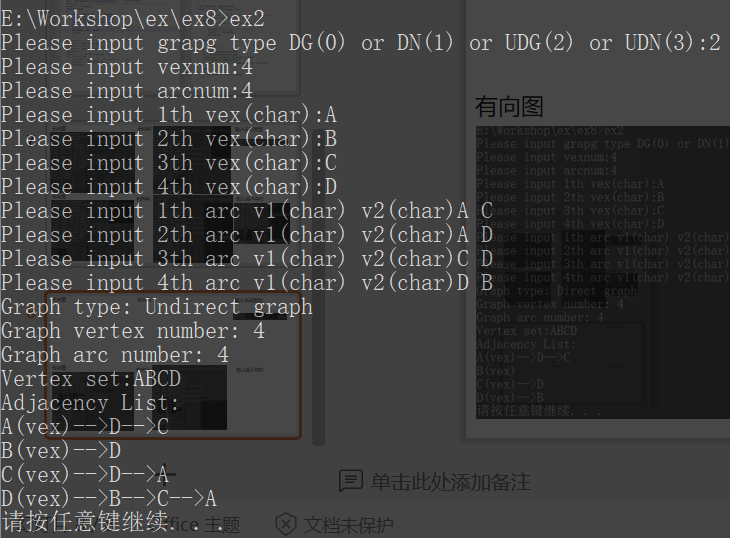 E:\Workshop\ex\ex8>ex2
Please input grapg type DG(0) or DN(1) or UDG(2) or UDN(3):2
Please input vexnum:4
Please input arcnum:4
Please input 1th vex(char):A
Please input 2th vex(char):B
Please input 3th vex(char):C
Please input 4th vex(char):D
Please input 1th arc v1(char) v2(char)A C
Please input 2th arc v1(char) v2(char)A D
Please input 3th arc v1(char) v2(char)C D
Please input 4th arc v1(char) v2(char)D B
Graph type: Undirect graph
Graph vertex number: 4
Graph arc number: 4
Vertex set:ABCD
Adjacency List:
A(vex)-->D-->C
B(vex)-->D
C(vex)-->D-->A
D(vex)-->B-->C-->A
请按任意键继续. . .
有向图
E:\Workshop\ex\ex8>ex2
Please input grapg type DG(0) or DN(1)
Please input vexnum:4
Please input arcnum:4
Please input 1th vex(char):A
Please input 2th vex(char):B
Please input 3th vex(char):C
Please input 4th vex(char):D
Please input 1th arc v1(char) v2(char)
Please input 2th arc v1(char) v2(char)
Please input 3th arc v1(char) v2(char)
Please input 4th arc v1(char) v2(char)
Graph type: Direct graph
Graph vertex number: 4
Graph arc number: 4
Vertex set:ABCD
Adjacency List:
A(vex)-->D-->C
B(vex)
C(vex)-->D
D(vex)-->B
请按任意键继续. . .
单击此处添加备注
ffice 主题
文档未保护